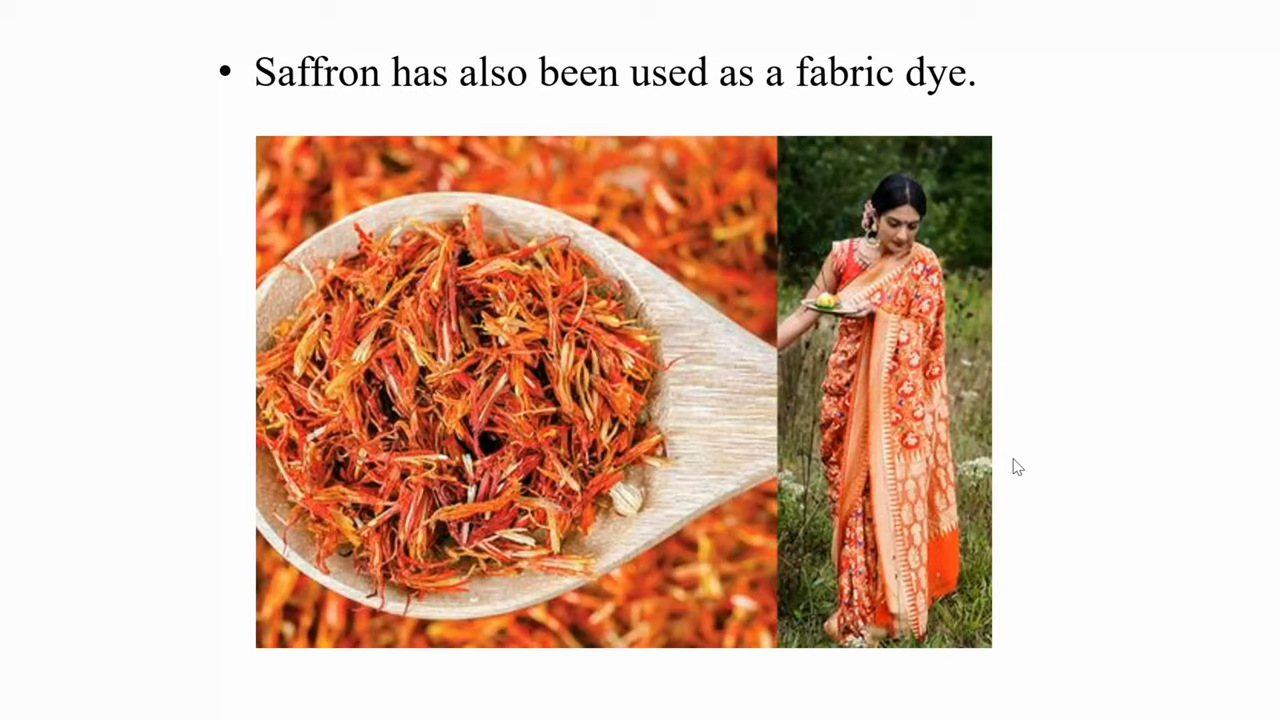 • Saffron has also been used as a fabric dye.